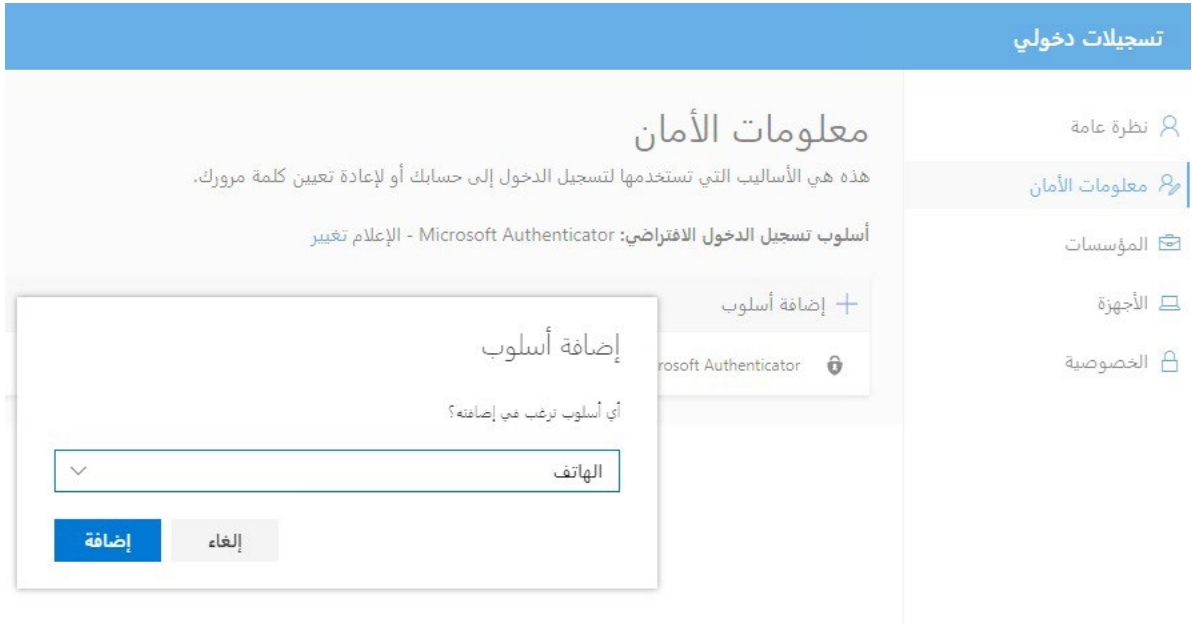 تسجيلات دخولي
نظرة عامة
معلومات الأمان
المؤسسات
الأجهزة
الخصوصية
معلومات الأمان
هذه هي الأساليب التي تستخدمها لتسجيل الدخول إلى حسابك أو لإعادة تعيين كلمة مرورك.
أسلوب تسجيل الدخول الافتراضي: Microsoft Authenticator - الإعلام تغيير
إضافة أسلوب
rosoft Authenticator
إضافة أسلوب
أي أسلوب ترغب في إضافته؟
الهاتف
إلغاء إضافة